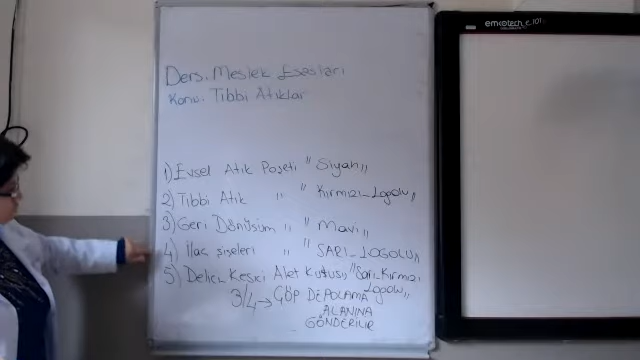 Ders: Meslek Esasları
Konu: Tıbbi Atıklar
1) Evsel Atık Poşeti "Siyah"
2) Tıbbi Atık " "Kırmızı-Logolu"
3) Geri Dönüşüm " "Mavi"
4) İlaç şişeleri " "SARI-LOGOLU"
5) Delici Keskİ Alet Kutusu "Sarı-Kırmızı
Logolu"
3/4 → ÇÖP DEPOLAMA
ALANINA
GÖNDERİLİR
emkotech